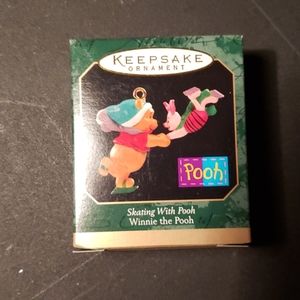 KEEPSAKE
ORNAMENT
Pooh
Skating With Pooh
Winnie the Pooh